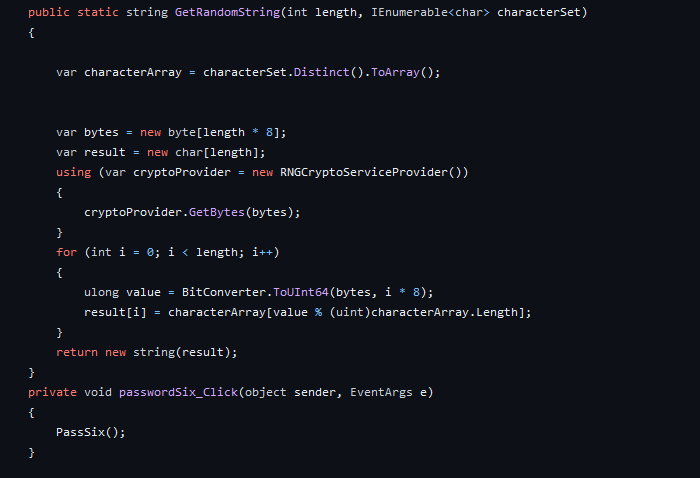 public static string GetRandomString(int length, IEnumerable<char> characterSet)
{
var characterArray = characterSet.Distinct().ToArray();
var bytes = new byte[length * 8];
var result = new char[length];
using (var cryptoProvider = new RNGCryptoServiceProvider())
{
cryptoProvider.GetBytes(bytes);
}
for (int i = 0; i < length; i++)
{
ulong value = BitConverter.ToUInt64(bytes, i * 8);
result[i] = characterArray[value % (uint)characterArray.Length];
}
return new string(result);
}
private void passwordSix_Click(object sender, EventArgs e)
{
PassSix();
}